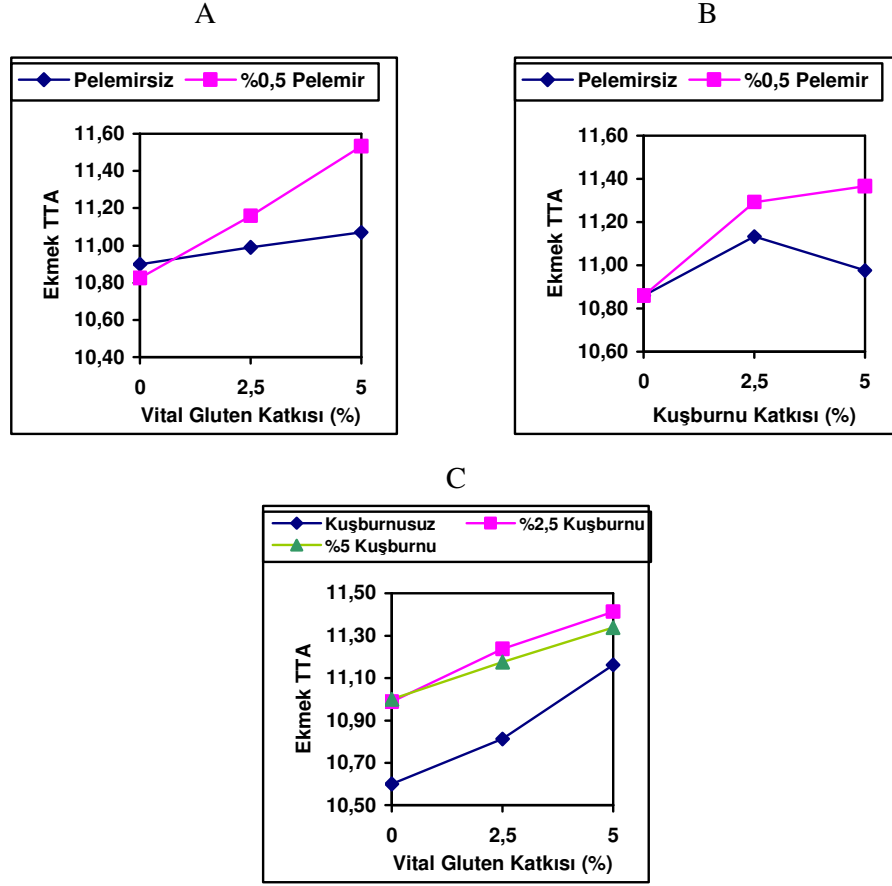 A
Pelemirsiz %0,5 Pelemir
11,60
11,40
11,20
11,00
10,80
10,60
10,40
Ekmek TTA
0 2,5 5
Vital Gluten Katkısı (%)
B
Pelemirsiz %0,5 Pelemir
11,60
11,40
11,20
11,00
10,80
10,60
Ekmek TTA
0 2,5 5
Kuşburnu Katkısı (%)
C
Kuşburnusuz %2,5 Kuşburnu
%5 Kuşburnu
11,50
11,30
11,10
10,90
10,70
10,50
Ekmek TTA
0 2,5 5
Vital Gluten Katkısı (%)